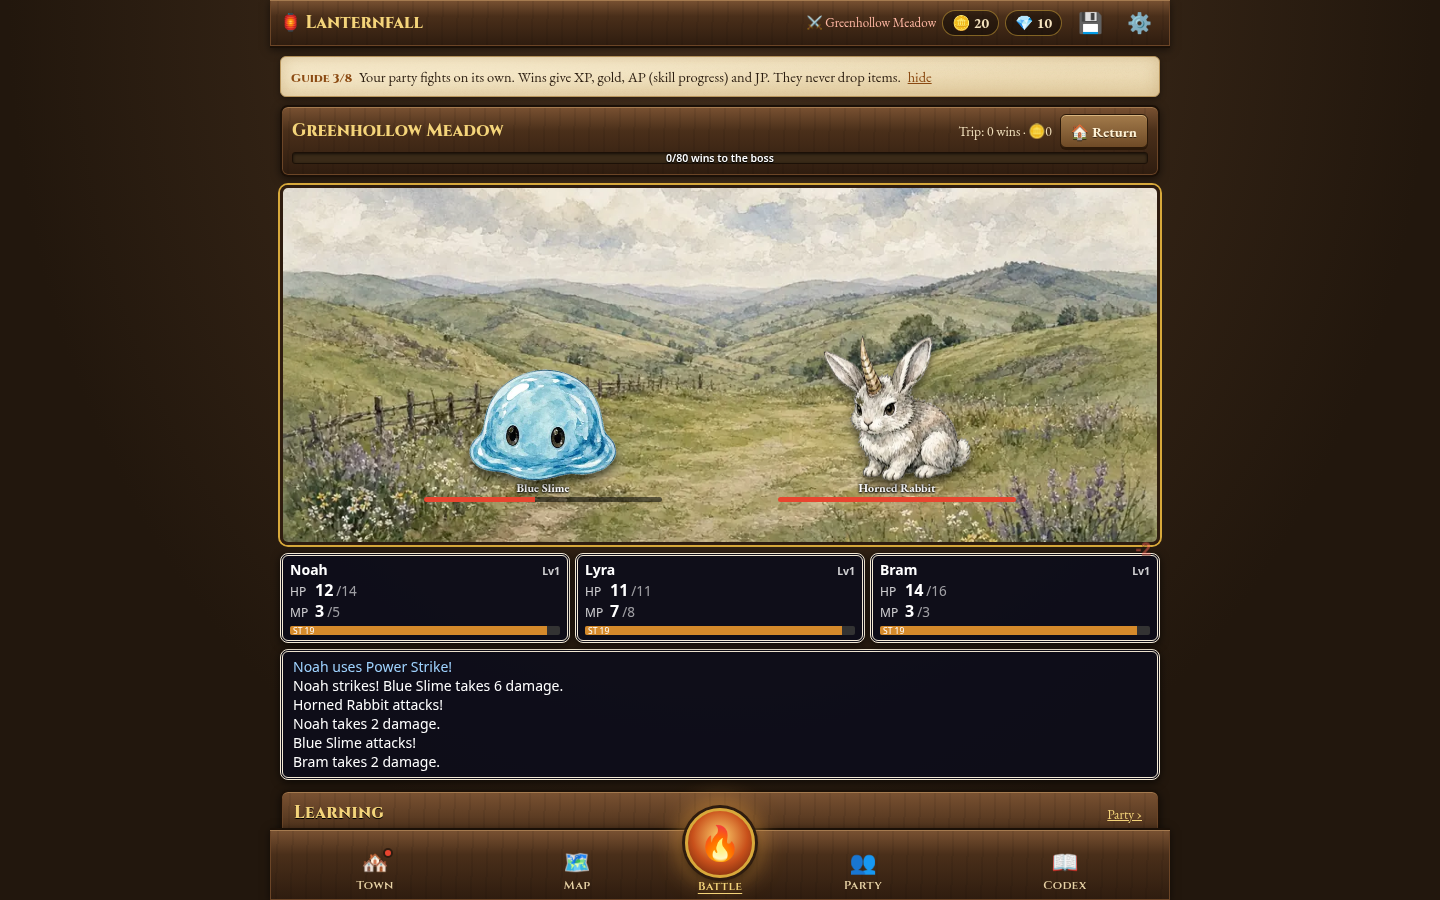 Lanternfall
Greenhollow Meadow
20
10
Guide 3/8 Your party fights on its own. Wins give XP, gold, AP (skill progress) and JP. They never drop items. hide
Greenhollow Meadow
Trip: 0 wins · 0
Return
0/80 wins to the boss
Blue Slime
Horned Rabbit
-2
Noah Lv1
HP 12 /14
MP 3 /5
ST 19
Lyra Lv1
HP 11 /11
MP 7 /8
ST 19
Bram Lv1
HP 14 /16
MP 3 /3
ST 19
Noah uses Power Strike!
Noah strikes! Blue Slime takes 6 damage.
Horned Rabbit attacks!
Noah takes 2 damage.
Blue Slime attacks!
Bram takes 2 damage.
Learning
Party ›
Town
Map
Battle
Party
Codex